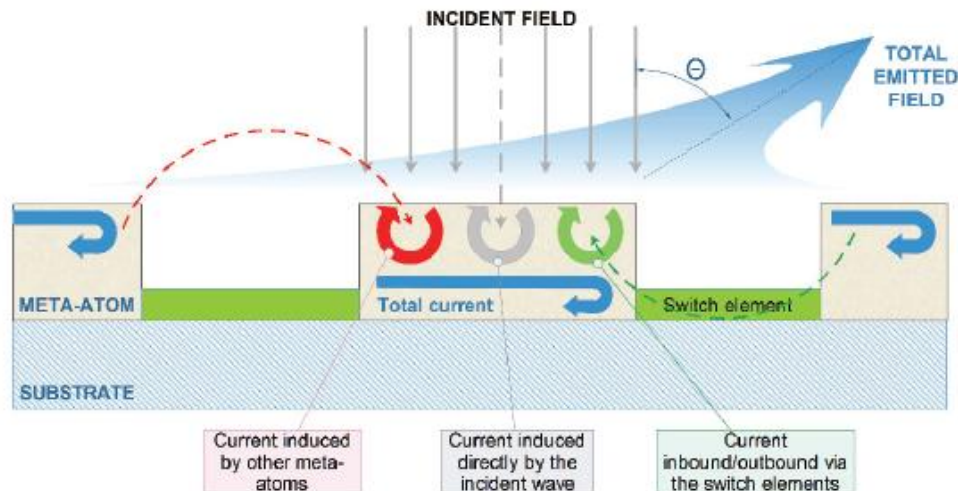 INCIDENT FIELD
Θ
TOTAL
EMITTED
FIELD
META-ATOM
Total current
Switch element
SUBSTRATE
Current induced
by other meta-
atoms
Current induced
directly by the
incident wave
Current
inbound/outbound via
the switch elements